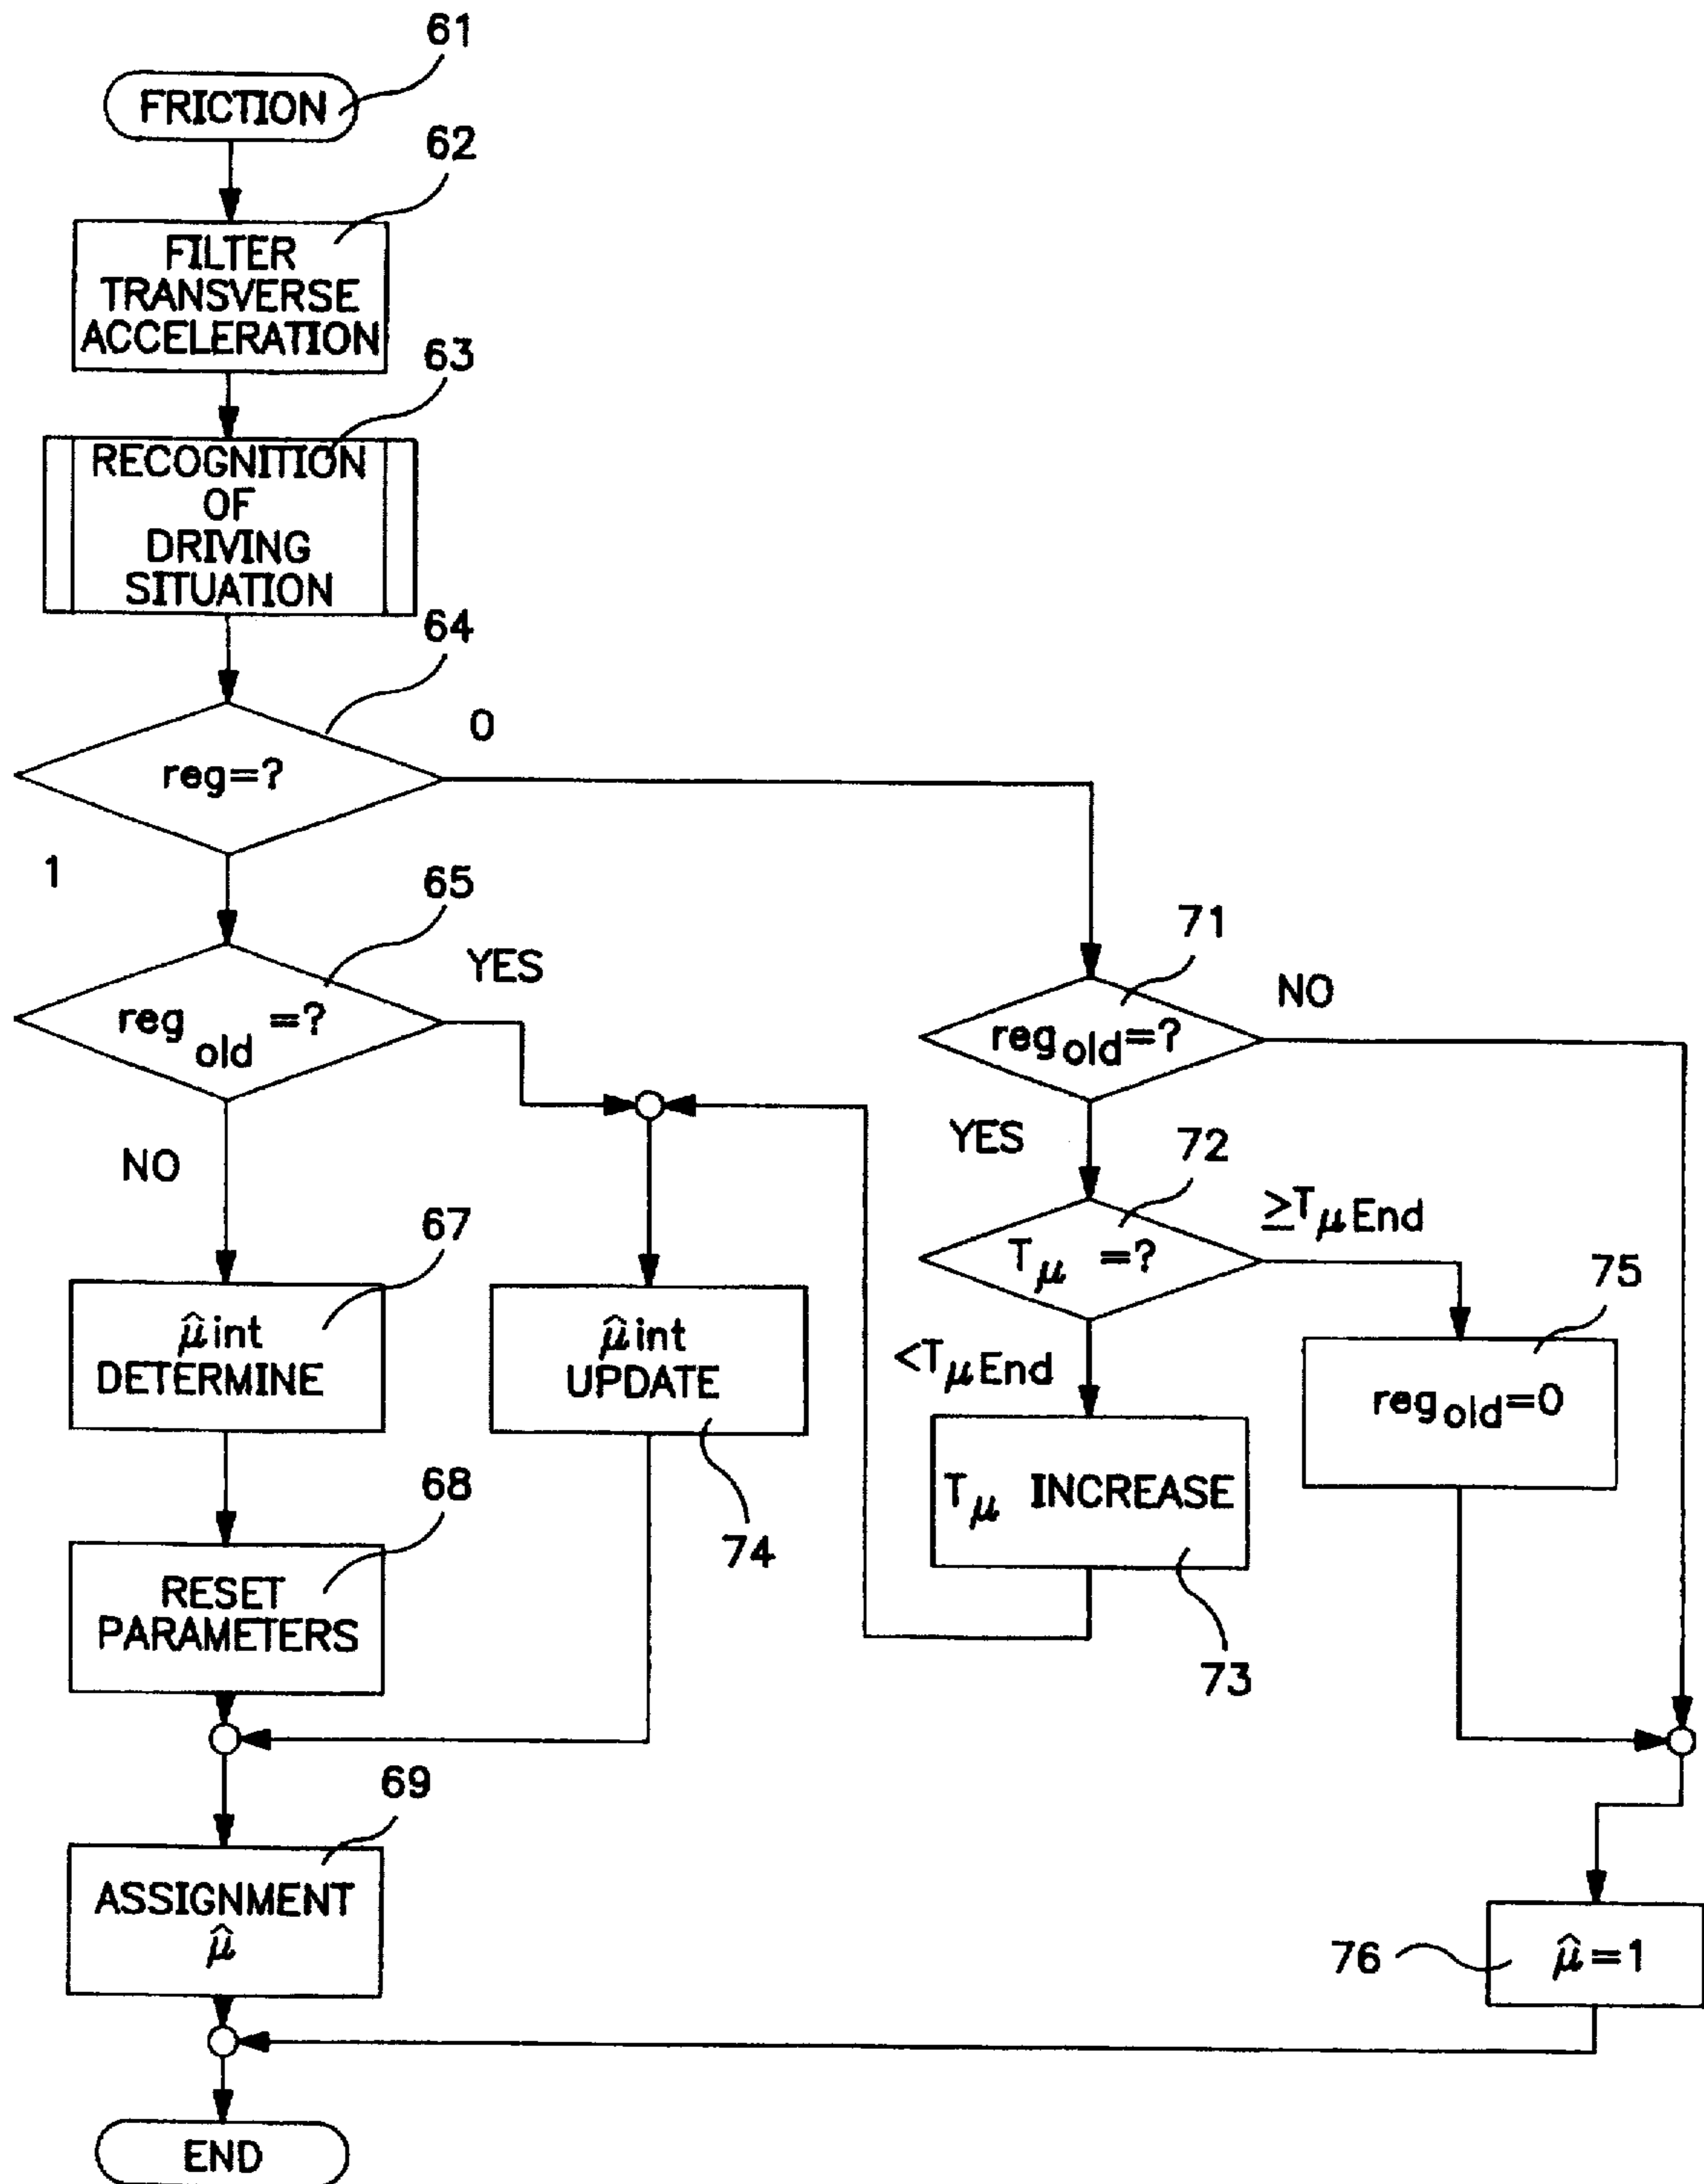 61
FRICTION
62
FILTER
TRANSVERSE
ACCELERATION
63
RECOGNITION
OF
DRIVING
SITUATION
64
0
reg=?
1
65
YES
reg old =?
NO
71
NO
reg old=?
YES
72
≥TμEnd
Tμ =?
<TμEnd
67
μ̂int
DETERMINE
μ̂int
UPDATE
74
75
reg old=0
Tμ INCREASE
73
68
RESET
PARAMETERS
69
ASSIGNMENT
μ̂
76
μ̂=1
END